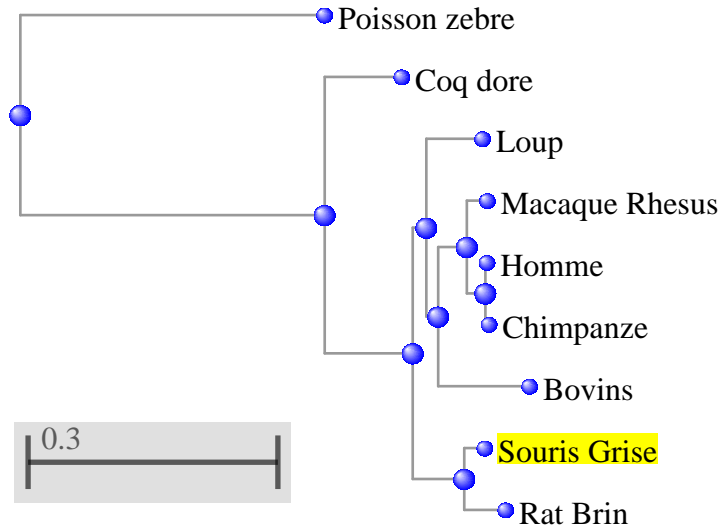 Poisson zebre
Coq dore
Loup
Macaque Rhesus
Homme
Chimpanze
Bovins
0.3
Souris Grise
Rat Brin